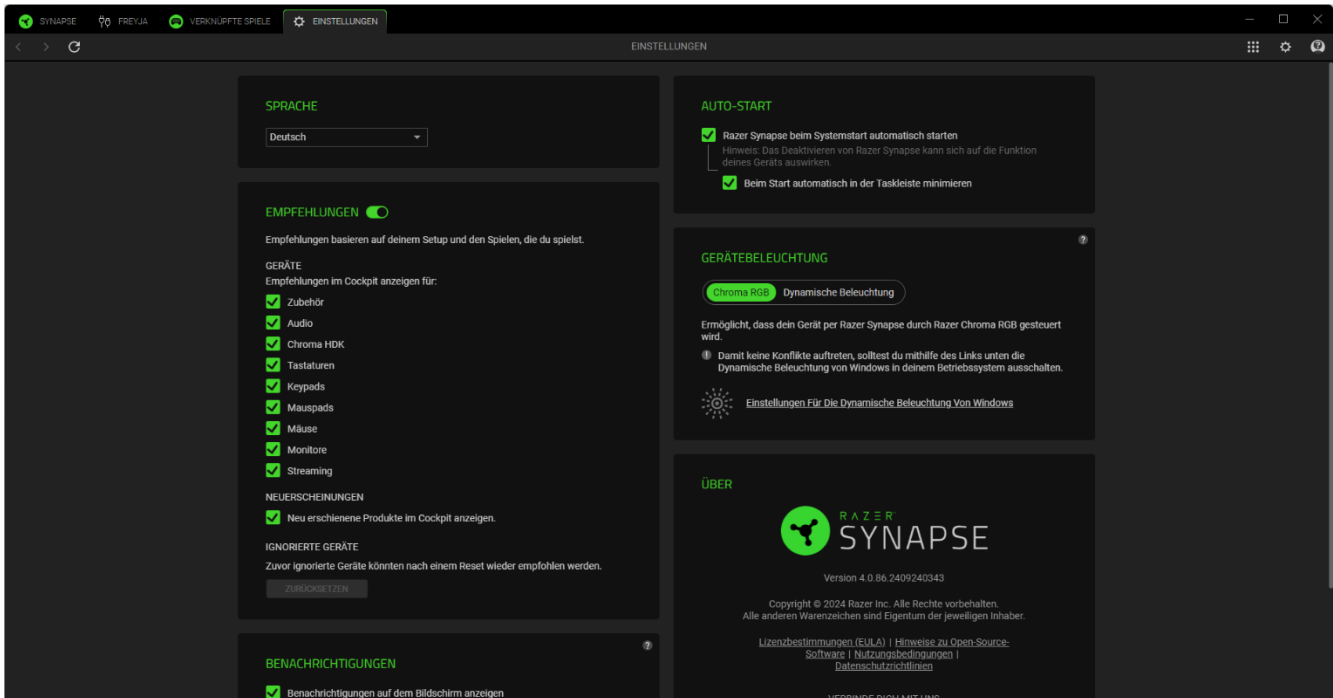 SYNAPSE
FREYJA
VERKNÜPFTE SPIELE
EINSTELLUNGEN
EINSTELLUNGEN
SPRACHE
Deutsch
EMPFEHLUNGEN
Empfehlungen basieren auf deinem Setup und den Spielen, die du spielst.
GERÄTE
Empfehlungen im Cockpit anzeigen für:
Zubehör
Audio
Chroma HDK
Tastaturen
Keypads
Mauspads
Mäuse
Monitore
Streaming
NEUERSCHEINUNGEN
Neu erschienene Produkte im Cockpit anzeigen.
IGNORIERTE GERÄTE
Zuvor ignorierte Geräte könnten nach einem Reset wieder empfohlen werden.
ZURÜCKSETZEN
BENACHRICHTIGUNGEN
Benachrichtigungen auf dem Bildschirm anzeigen
AUTO-START
Razer Synapse beim Systemstart automatisch starten
Hinweis: Das Deaktivieren von Razer Synapse kann sich auf die Funktion
deines Geräts auswirken.
Beim Start automatisch in der Taskleiste minimieren
GERÄTEBELEUCHTUNG
Chroma RGB
Dynamische Beleuchtung
Ermöglicht, dass dein Gerät per Razer Synapse durch Razer Chroma RGB gesteuert
wird.
Damit keine Konflikte auftreten, solltest du mithilfe des Links unten die
Dynamische Beleuchtung von Windows in deinem Betriebssystem ausschalten.
Einstellungen Für Die Dynamische Beleuchtung Von Windows
ÜBER
RAZER
SYNAPSE
Version 4.0.86.2409240343
Copyright © 2024 Razer Inc. Alle Rechte vorbehalten.
Alle anderen Warenzeichen sind Eigentum der jeweiligen Inhaber.
Lizenzbestimmungen (EULA) | Hinweise zu Open-Source-
Software | Nutzungsbedingungen |
Datenschutzrichtlinien
VERBINDE DICH MIT UNS